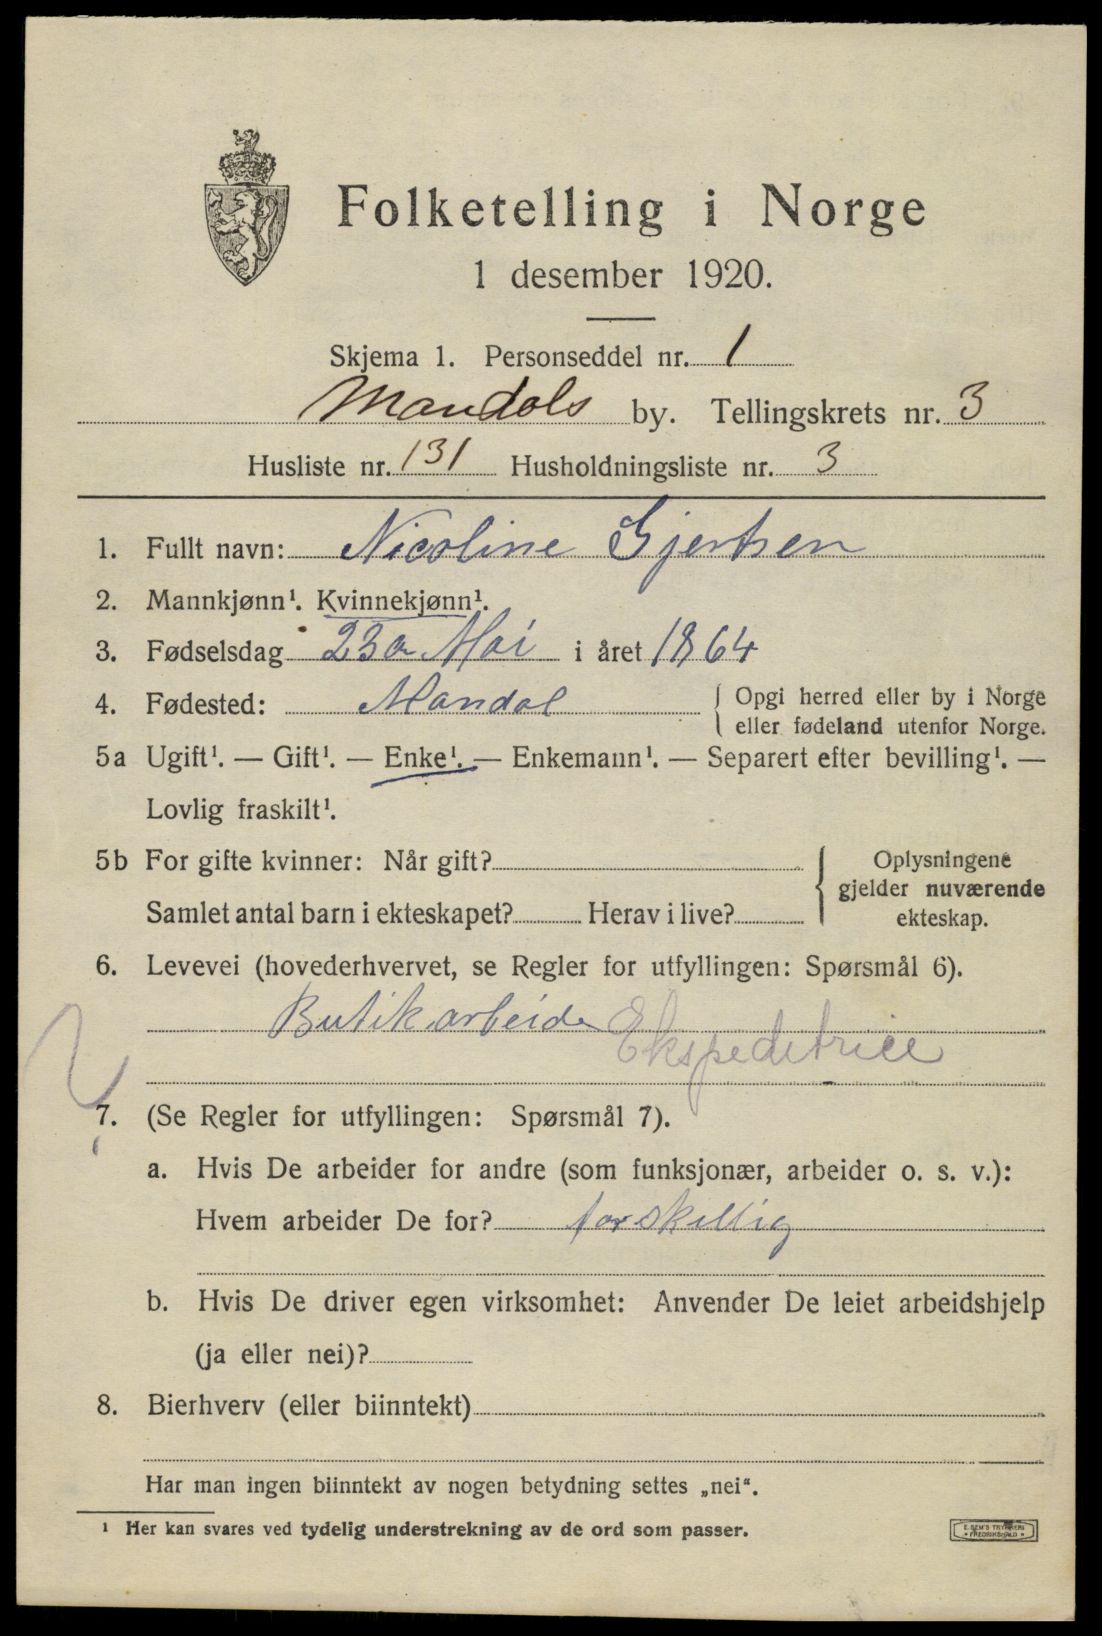 Folketelling i Norge
1 desember 1920.
Skjema 1. Personseddel nr. 1
Mandals by. Tellingskrets nr. 3
Husliste nr. 131 Husholdningsliste nr. 3
1. Fullt navn: Nicoline Gjertsen
2. Mannkjønn¹. Kvinnekjønn¹.
3. Fødselsdag 23 Mai i året 1864
4. Fødested: Mandal { Opgi herred eller by i Norge
eller fødeland utenfor Norge.
5a Ugift¹. — Gift¹. — Enke¹. — Enkemann¹. — Separert efter bevilling¹. —
Lovlig fraskilt¹.
5b For gifte kvinner: Når gift?
Samlet antal barn i ekteskapet? Herav i live?
Oplysningene
gjelder nuværende
ekteskap.
6. Levevei (hovederhvervet, se Regler for utfyllingen: Spørsmål 6).
Butikarbeide Ekspeditrice
7. (Se Regler for utfyllingen: Spørsmål 7).
a. Hvis De arbeider for andre (som funksjonær, arbeider o. s. v.):
Hvem arbeider De for? forskellig
b. Hvis De driver egen virksomhet: Anvender De leiet arbeidshjelp
(ja eller nei)?
8. Bierhverv (eller biinntekt)
Har man ingen biinntekt av nogen betydning settes „nei“.
¹ Her kan svares ved tydelig understrekning av de ord som passer.
E. SEM'S TRYKKERI
FREDRIKSHALD